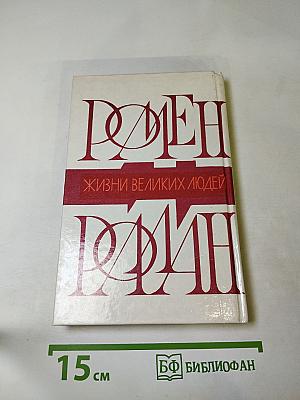 РОМЕН
ЖИЗНИ ВЕЛИКИХ ЛЮДЕЙ
РОЛЛАН
15 см
БФ БИБЛИОФАН